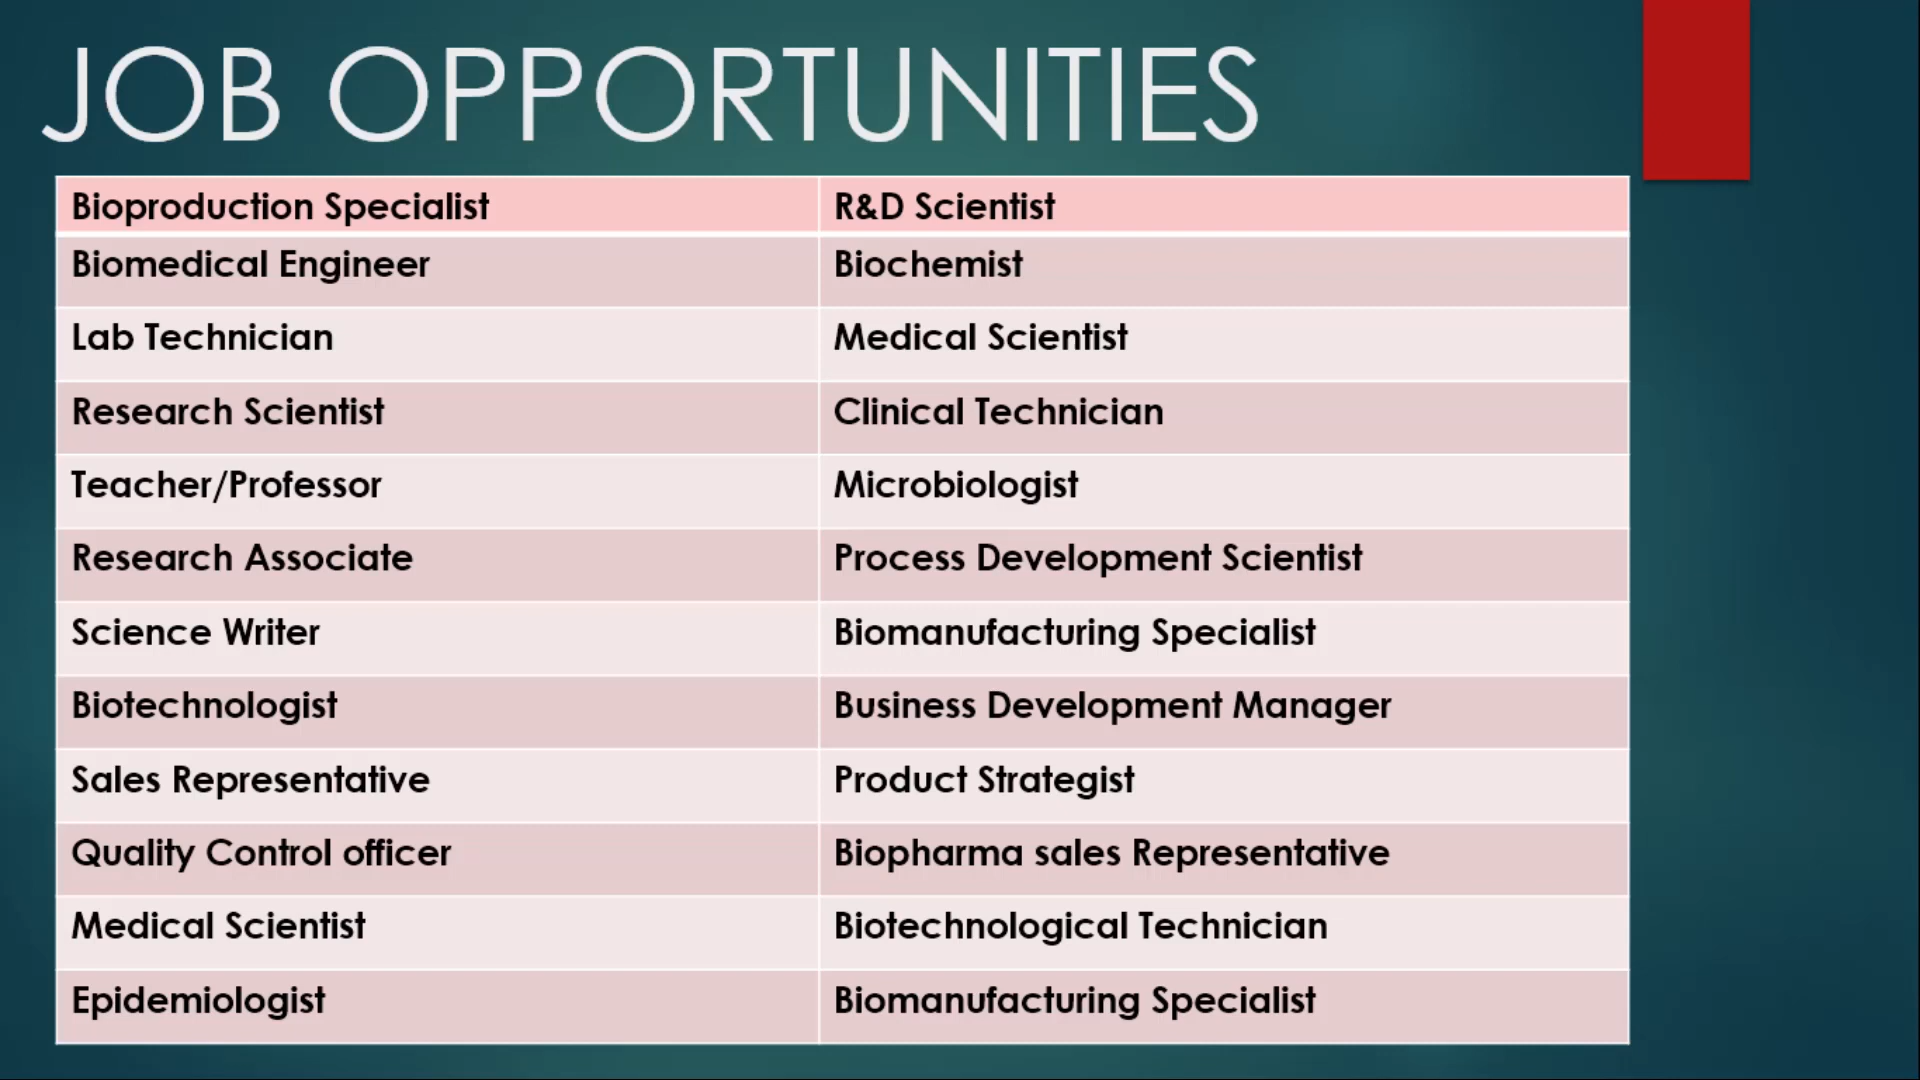 JOB OPPORTUNITIES
Bioproduction Specialist R&D Scientist
Biomedical Engineer Biochemist
Lab Technician Medical Scientist
Research Scientist Clinical Technician
Teacher/Professor Microbiologist
Research Associate Process Development Scientist
Science Writer Biomanufacturing Specialist
Biotechnologist Business Development Manager
Sales Representative Product Strategist
Quality Control officer Biopharma sales Representative
Medical Scientist Biotechnological Technician
Epidemiologist Biomanufacturing Specialist